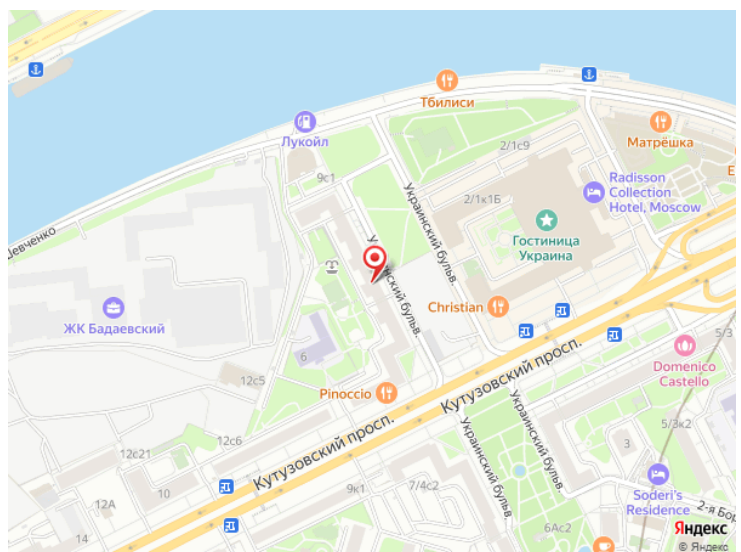 Тбилиси
Лукойл
2/1с9
Матрёшка
9с1
2/1к1Б
Radisson
Collection
Hotel, Moscow
Украинский бульв.
Шевченко
Гостиница
Украина
Christian
ЖК Бадаевский
6
12с5
Pinoccio
Кутузовский просп.
5/3
Domenico
Castello
5/3к2
12с21
12с6
Кутузовский просп.
Украинский бульв.
Украинский бульв.
3
12А
10
14
9к1
7/4с2
6Ас2
Soderi's
Residence
2-я Бор
Яндекс
© Яндекс